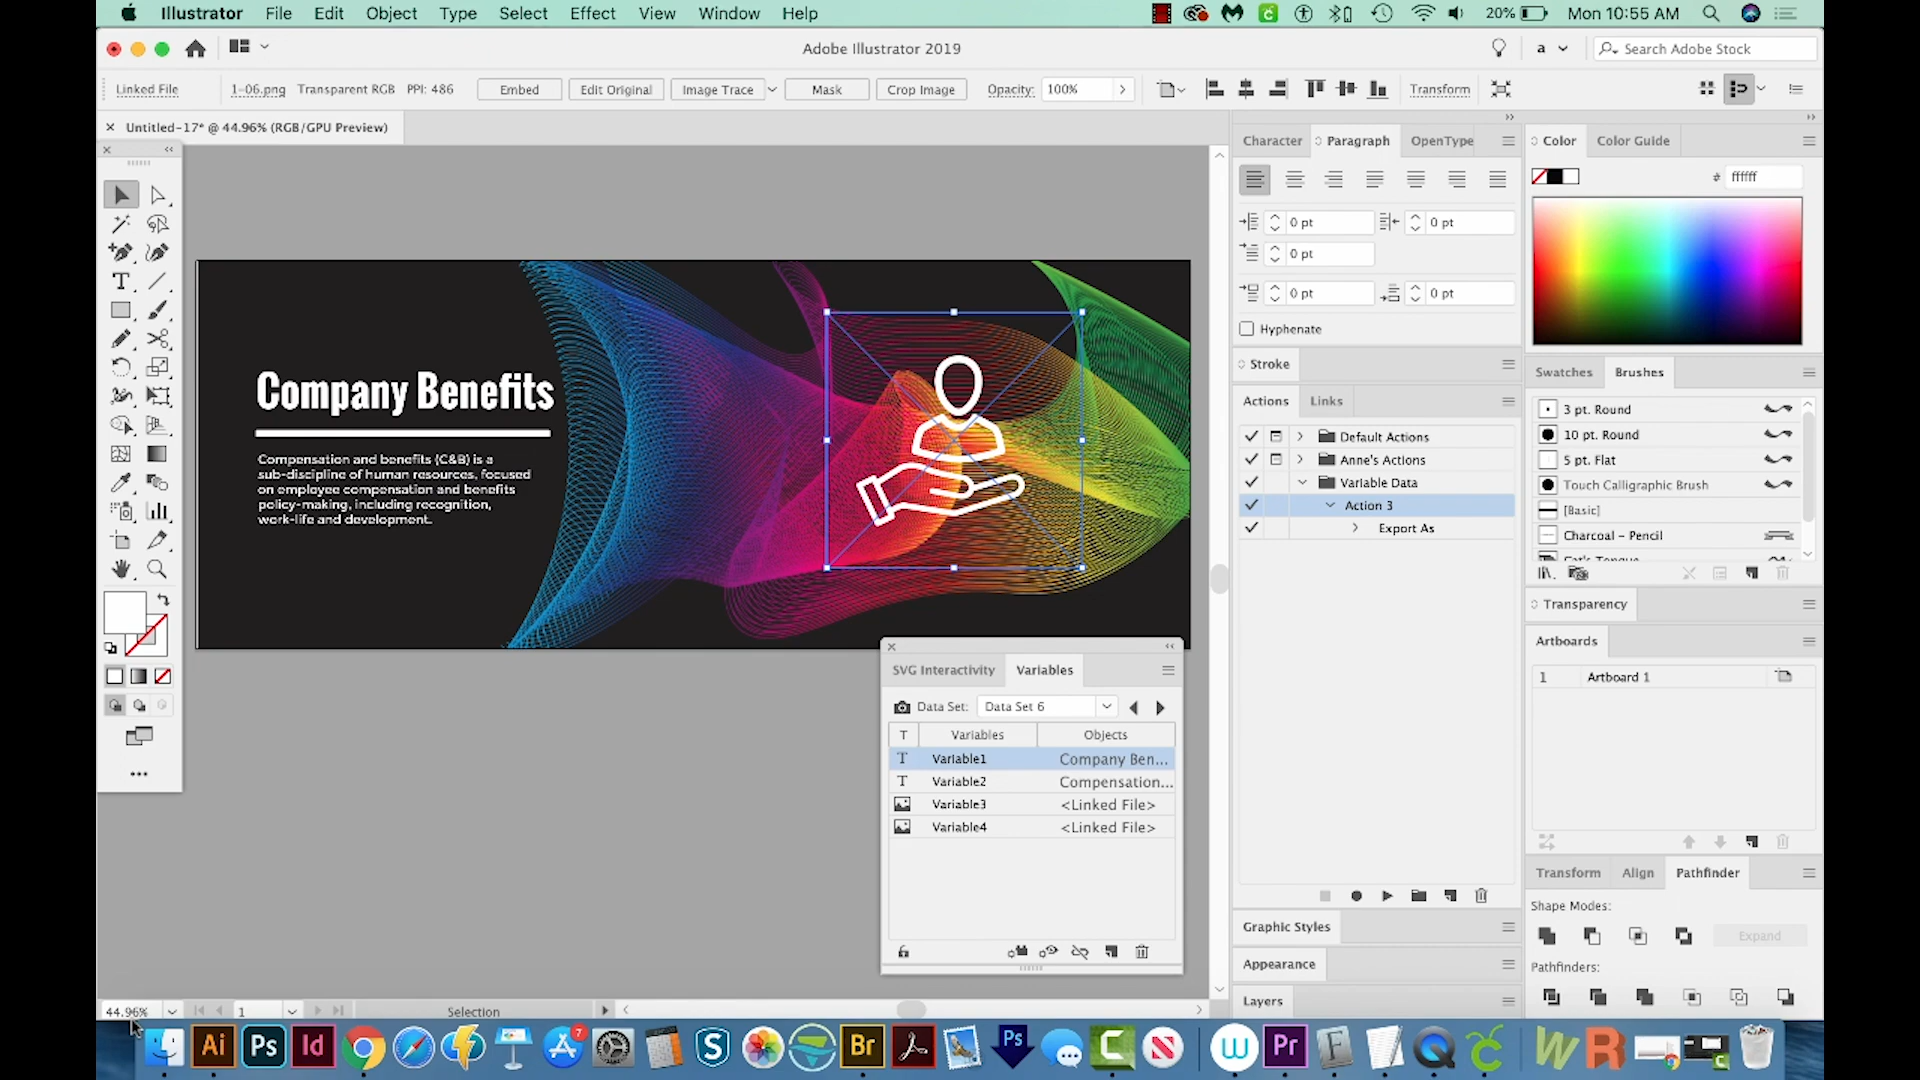 Illustrator File Edit Object Type Select Effect View Window Help
20% Mon 10:55 AM
Adobe Illustrator 2019
a
Search Adobe Stock
Linked File 1-06.png Transparent RGB PPI: 486 Embed Edit Original Image Trace Mask Crop Image Opacity: 100% Transform
Untitled-17* @ 44.96% (RGB/GPU Preview)
Company Benefits
Compensation and benefits (C&B) is a
sub-discipline of human resources, focused
on employee compensation and benefits
policy-making, including recognition,
work-life and development.
SVG Interactivity Variables
Data Set: Data Set 6
T Variables Objects
T Variable1 Company Ben...
T Variable2 Compensation...
Variable3 <Linked File>
Variable4 <Linked File>
44.96% 1 Selection
Character Paragraph OpenType
0 pt 0 pt
0 pt
0 pt 0 pt
Hyphenate
Stroke
Actions Links
Default Actions
Anne's Actions
Variable Data
Action 3
Export As
Graphic Styles
Appearance
Layers
Color Color Guide
# ffffff
Swatches Brushes
3 pt. Round
10 pt. Round
5 pt. Flat
Touch Calligraphic Brush
[Basic]
Charcoal - Pencil
Transparency
Artboards
1 Artboard 1
Transform Align Pathfinder
Shape Modes:
Expand
Pathfinders:
Ai Ps Id 7 S Br Ps C N W Pr F C W R